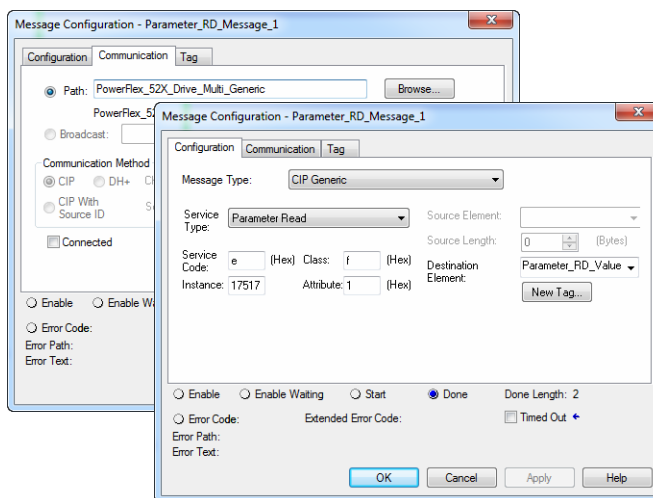 Message Configuration - Parameter_RD_Message_1
Configuration Communication Tag
Path: PowerFlex_52X_Drive_Multi_Generic Browse...
PowerFlex_52
Broadcast:
Communication Method
CIP DH+
CIP With
Source ID
Connected
Enable Enable Wa
Error Code:
Error Path:
Error Text:
Message Configuration - Parameter_RD_Message_1
Configuration Communication Tag
Message Type: CIP Generic
Service Type: Parameter Read Source Element:
Source Length: 0 (Bytes)
Service Code: e (Hex) Class: f (Hex) Destination Element: Parameter_RD_Value
Instance: 17517 Attribute: 1 (Hex) New Tag...
Enable Enable Waiting Start Done Done Length: 2
Error Code: Extended Error Code: Timed Out
Error Path:
Error Text:
OK Cancel Apply Help